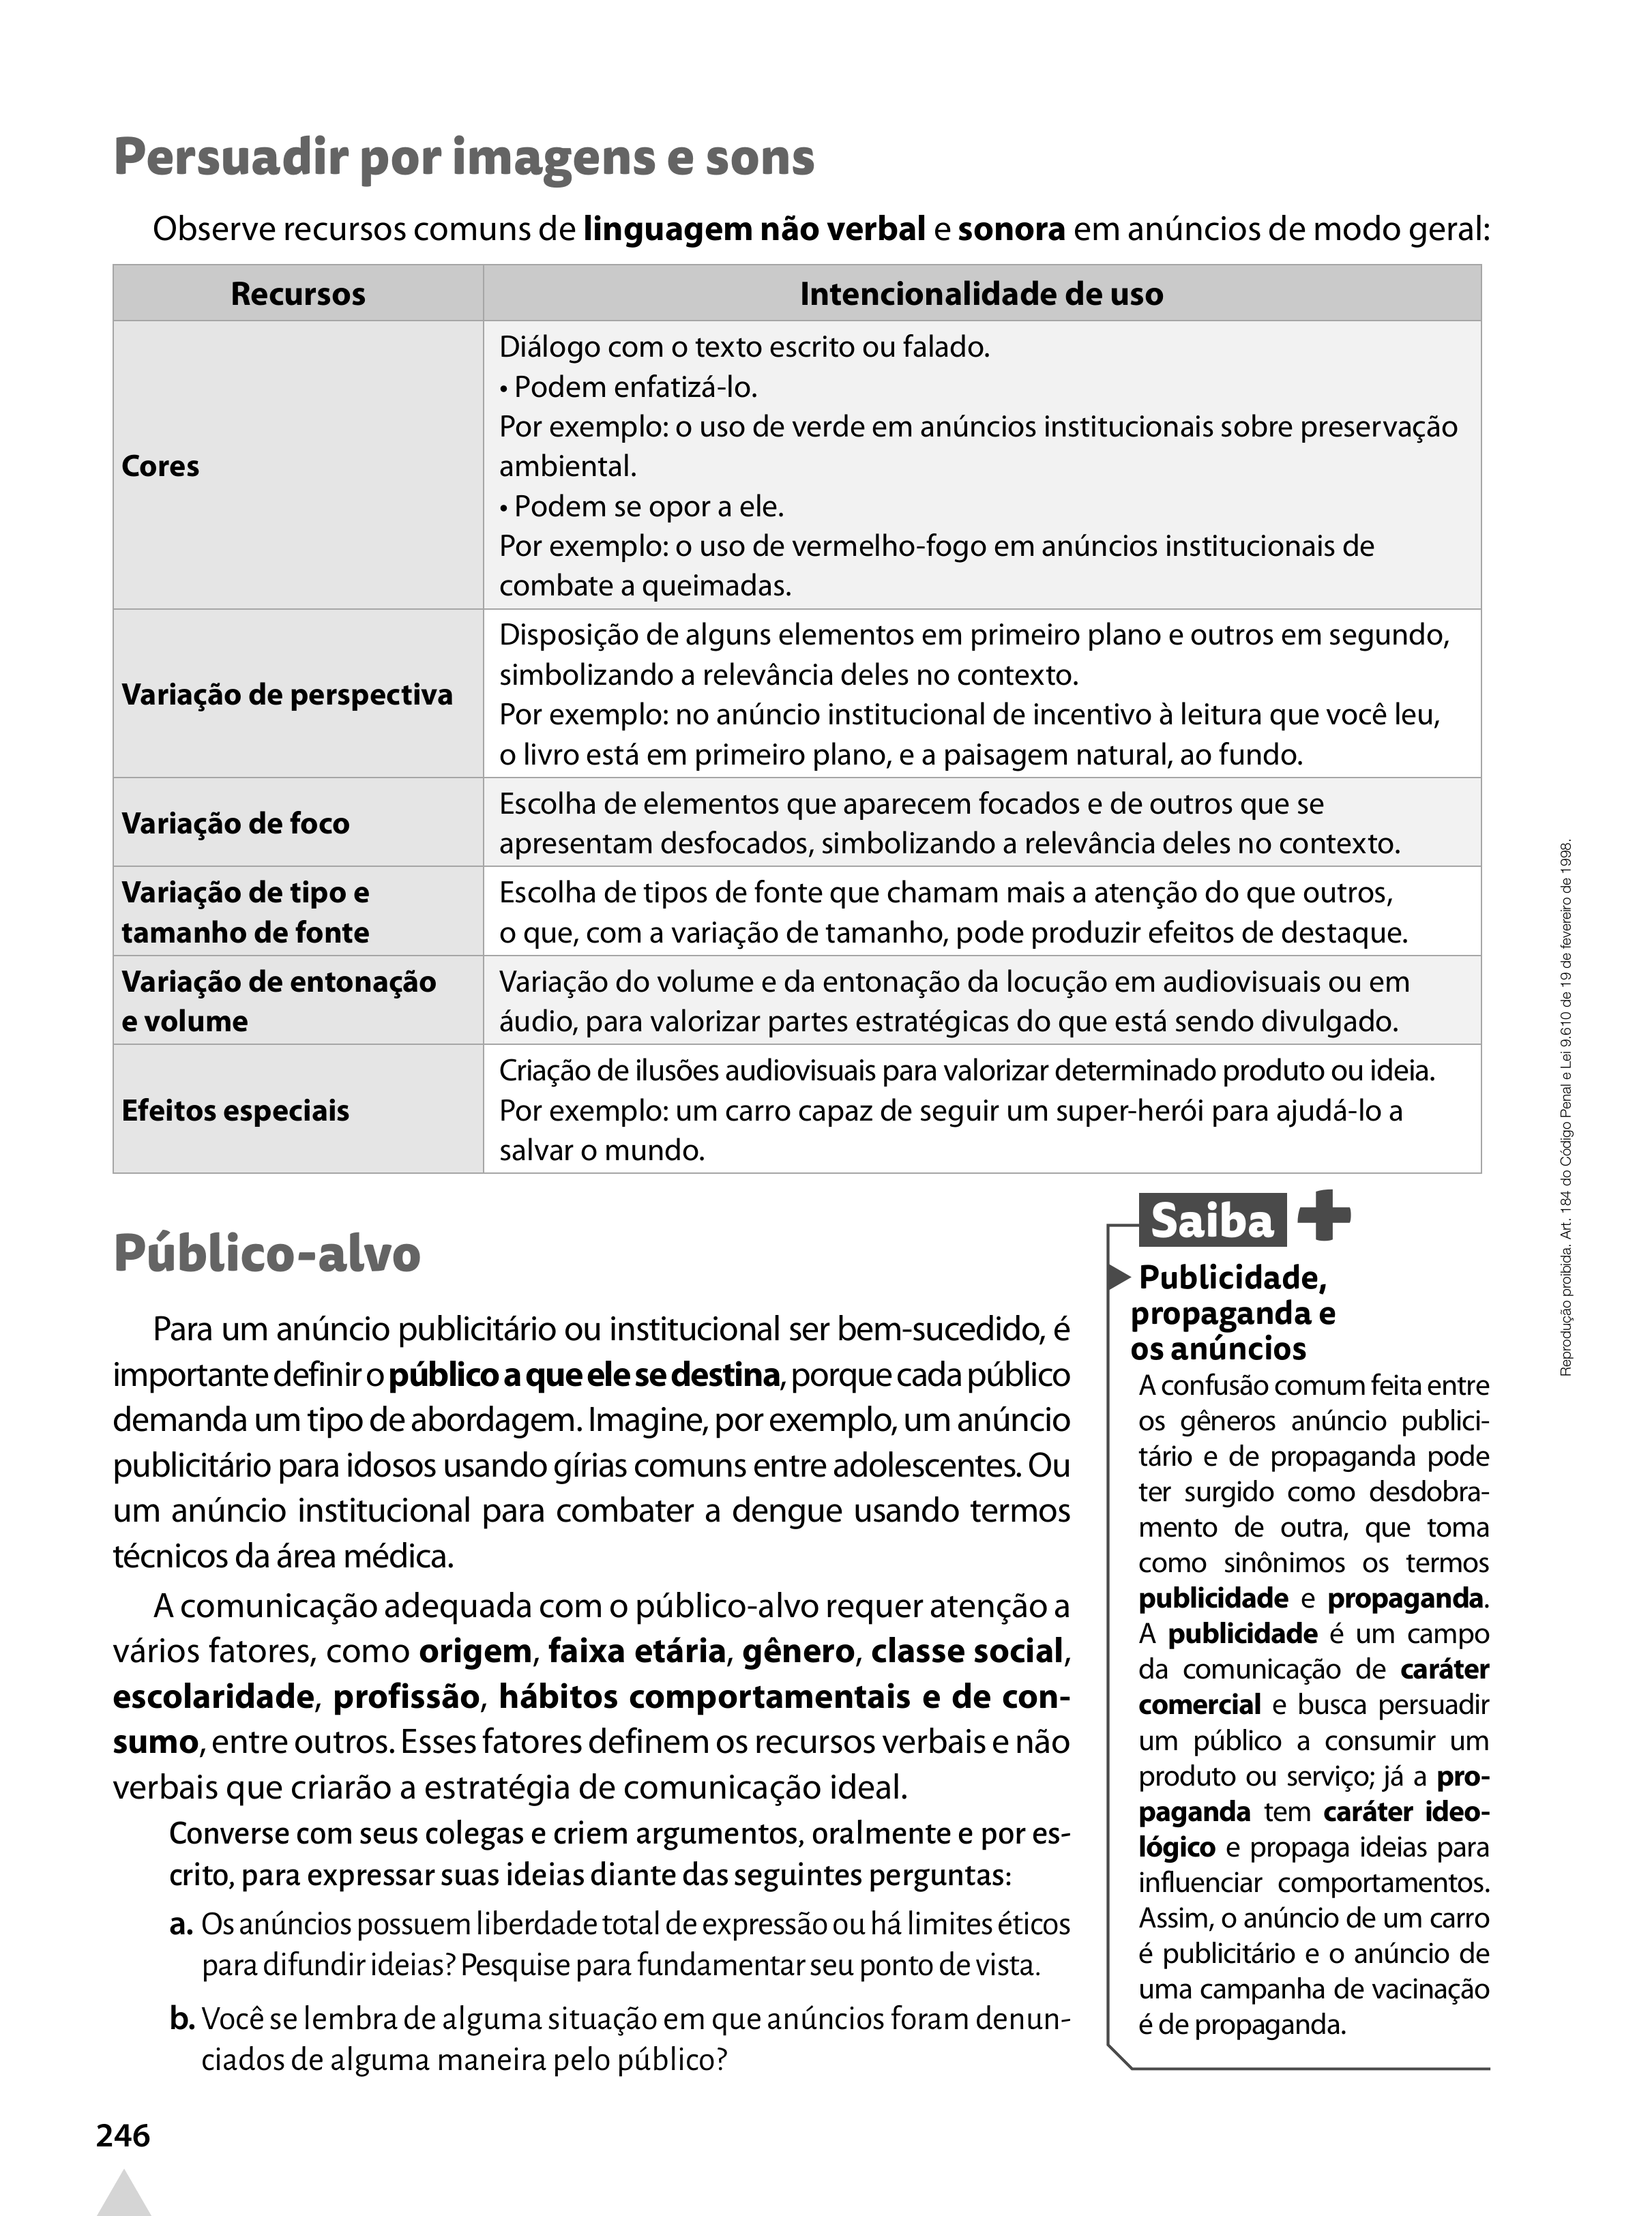 Persuadir por imagens e sons
Observe recursos comuns de linguagem não verbal e sonora em anúncios de modo geral:
Recursos
Intencionalidade de uso
Cores
Diálogo com o texto escrito ou falado.
• Podem enfatizá-lo.
Por exemplo: o uso de verde em anúncios institucionais sobre preservação
ambiental.
• Podem se opor a ele.
Por exemplo: o uso de vermelho-fogo em anúncios institucionais de
combate a queimadas.
Variação de perspectiva
Disposição de alguns elementos em primeiro plano e outros em segundo,
simbolizando a relevância deles no contexto.
Por exemplo: no anúncio institucional de incentivo à leitura que você leu,
o livro está em primeiro plano, e a paisagem natural, ao fundo.
Variação de foco
Escolha de elementos que aparecem focados e de outros que se
apresentam desfocados, simbolizando a relevância deles no contexto.
Variação de tipo e
tamanho de fonte
Escolha de tipos de fonte que chamam mais a atenção do que outros,
o que, com a variação de tamanho, pode produzir efeitos de destaque.
Variação de entonação
e volume
Variação do volume e da entonação da locução em audiovisuais ou em
áudio, para valorizar partes estratégicas do que está sendo divulgado.
Efeitos especiais
Criação de ilusões audiovisuais para valorizar determinado produto ou ideia.
Por exemplo: um carro capaz de seguir um super-herói para ajudá-lo a
salvar o mundo.
Público-alvo
Para um anúncio publicitário ou institucional ser bem-sucedido, é
importante definir o público a que ele se destina, porque cada público
demanda um tipo de abordagem. Imagine, por exemplo, um anúncio
publicitário para idosos usando gírias comuns entre adolescentes. Ou
um anúncio institucional para combater a dengue usando termos
técnicos da área médica.
A comunicação adequada com o público-alvo requer atenção a
vários fatores, como origem, faixa etária, gênero, classe social,
escolaridade, profissão, hábitos comportamentais e de con-
sumo, entre outros. Esses fatores definem os recursos verbais e não
verbais que criarão a estratégia de comunicação ideal.
Converse com seus colegas e criem argumentos, oralmente e por es-
crito, para expressar suas ideias diante das seguintes perguntas:
a. Os anúncios possuem liberdade total de expressão ou há limites éticos
para difundir ideias? Pesquise para fundamentar seu ponto de vista.
b. Você se lembra de alguma situação em que anúncios foram denun-
ciados de alguma maneira pelo público?
Saiba +
Publicidade,
propaganda e
os anúncios
A confusão comum feita entre
os gêneros anúncio publici-
tário e de propaganda pode
ter surgido como desdobra-
mento de outra, que toma
como sinônimos os termos
publicidade e propaganda.
A publicidade é um campo
da comunicação de caráter
comercial e busca persuadir
um público a consumir um
produto ou serviço; já a pro-
paganda tem caráter ideo-
lógico e propaga ideias para
influenciar comportamentos.
Assim, o anúncio de um carro
é publicitário e o anúncio de
uma campanha de vacinação
é de propaganda.
Reprodução proibida. Art. 184 do Código Penal e Lei 9.610 de 19 de fevereiro de 1998.
246